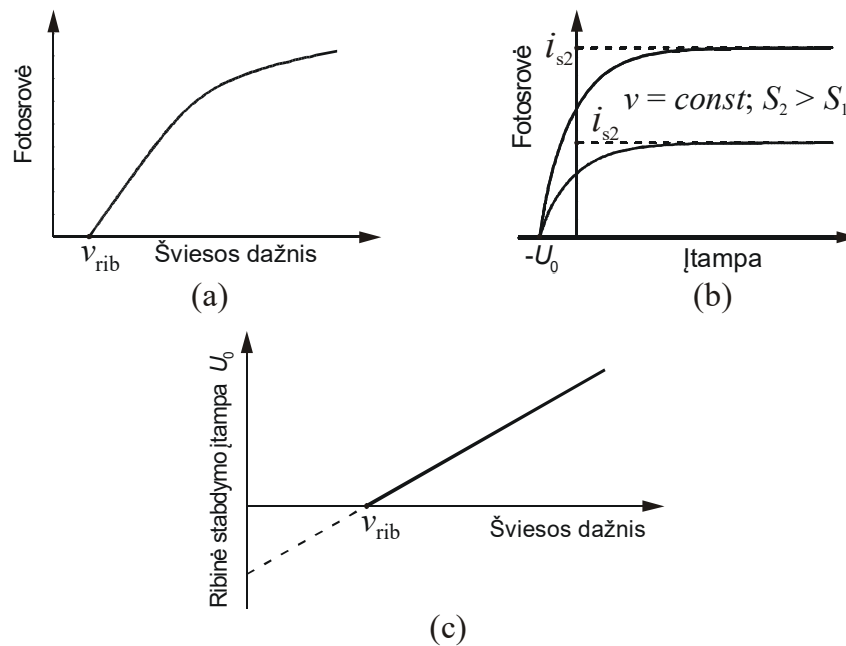 Fotosrovė
ν_rib
Šviesos dažnis
(a)
Fotosrovė
i_s2
ν = const; S_2 > S_1
i_s2
-U_0
Įtampa
(b)
Ribinė stabdymo įtampa U_0
ν_rib
Šviesos dažnis
(c)